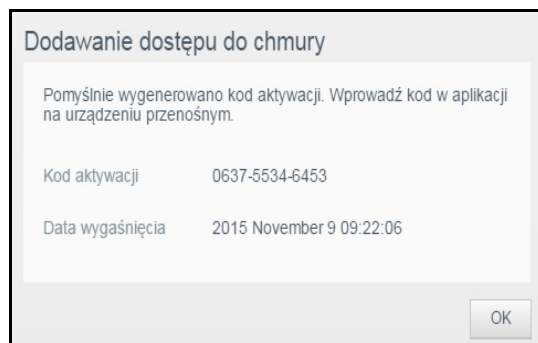 Dodawanie dostępu do chmury
Pomyślnie wygenerowano kod aktywacji. Wprowadź kod w aplikacji
na urządzeniu przenośnym.
Kod aktywacji 0637-5534-6453
Data wygaśnięcia 2015 November 9 09:22:06
OK